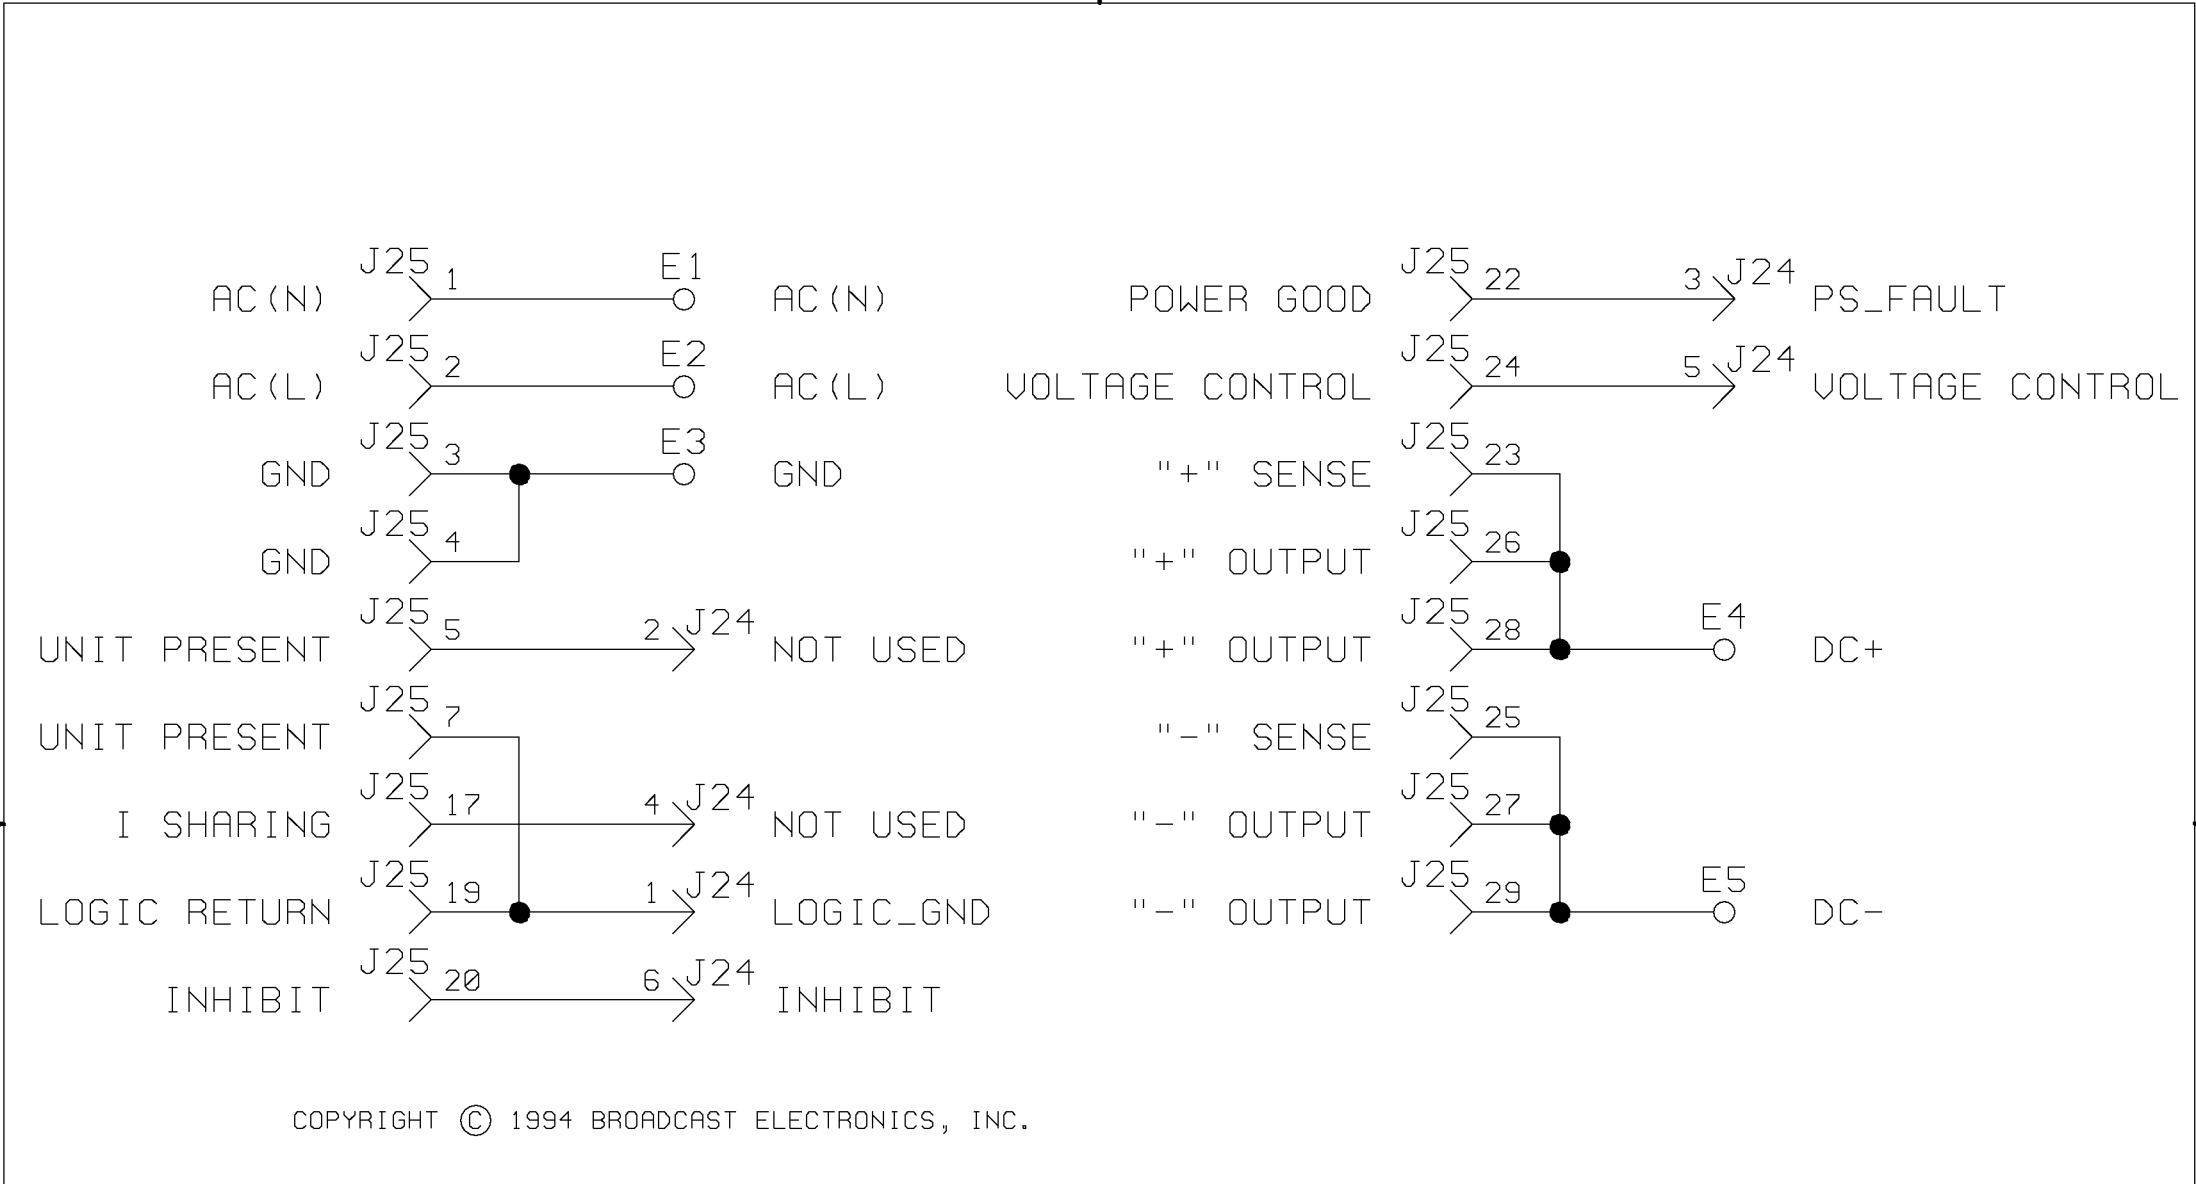 J25 1 E1
AC(N) AC(N)
J25 2 E2
AC(L) AC(L)
J25 3 E3
GND GND
J25 4
GND
J25 5 2 J24
UNIT PRESENT NOT USED
J25 7
UNIT PRESENT
J25 17 4 J24
I SHARING NOT USED
J25 19 1 J24
LOGIC RETURN LOGIC_GND
J25 20 6 J24
INHIBIT INHIBIT
J25 22 3 J24
POWER GOOD PS_FAULT
J25 24 5 J24
VOLTAGE CONTROL VOLTAGE CONTROL
J25 23
"+" SENSE
J25 26
"+" OUTPUT
J25 28 E4
"+" OUTPUT DC+
J25 25
"-" SENSE
J25 27
"-" OUTPUT
J25 29 E5
"-" OUTPUT DC-
COPYRIGHT © 1994 BROADCAST ELECTRONICS, INC.